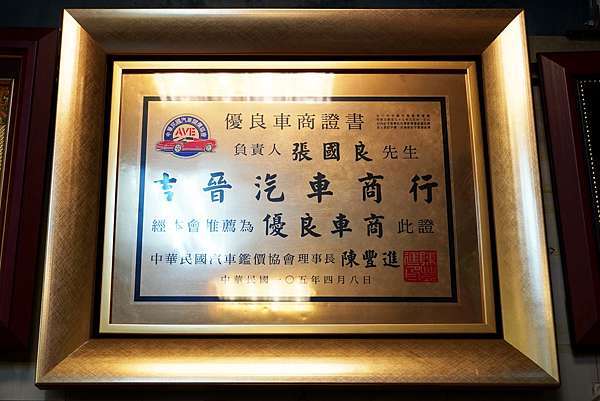 優良車商證書
AVE
負責人 張國良 先生
吉晉汽車商行
經本會推薦為 優良車商 此證
中華民國汽車鑑價協會理事長 陳豐進
中華民國一〇五年四月八日